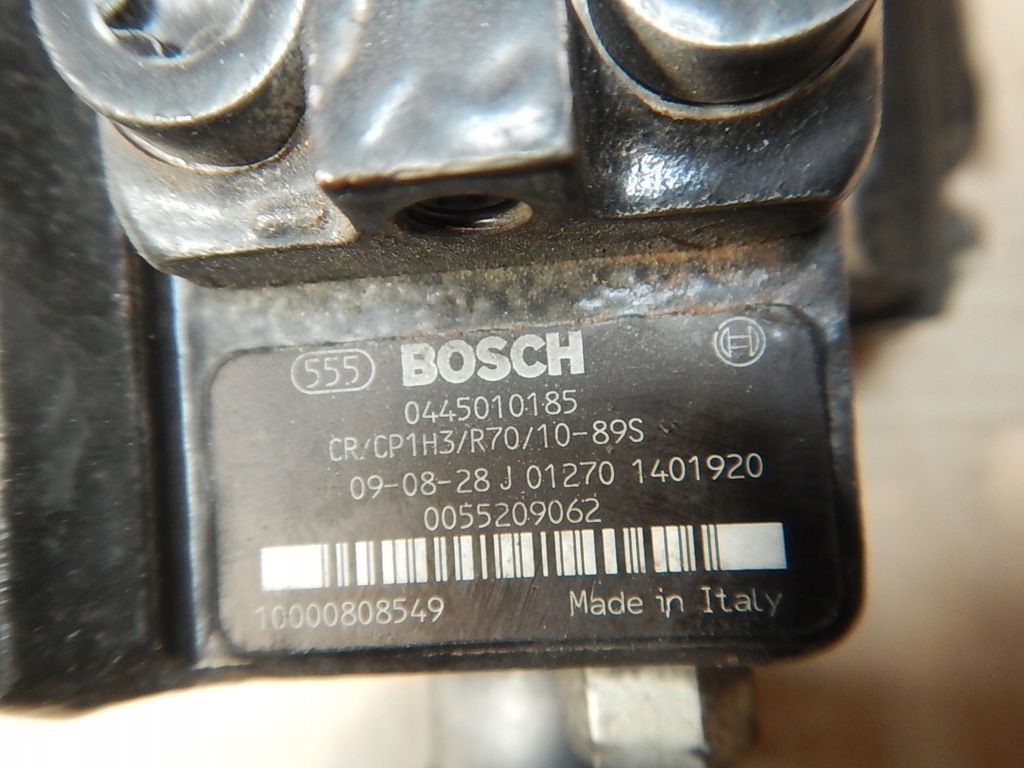 555 BOSCH
0445010185
CR/CP1H3/R70/10-89S
09-08-28 J 01270 1401920
0055209062
10000808549 Made in Italy